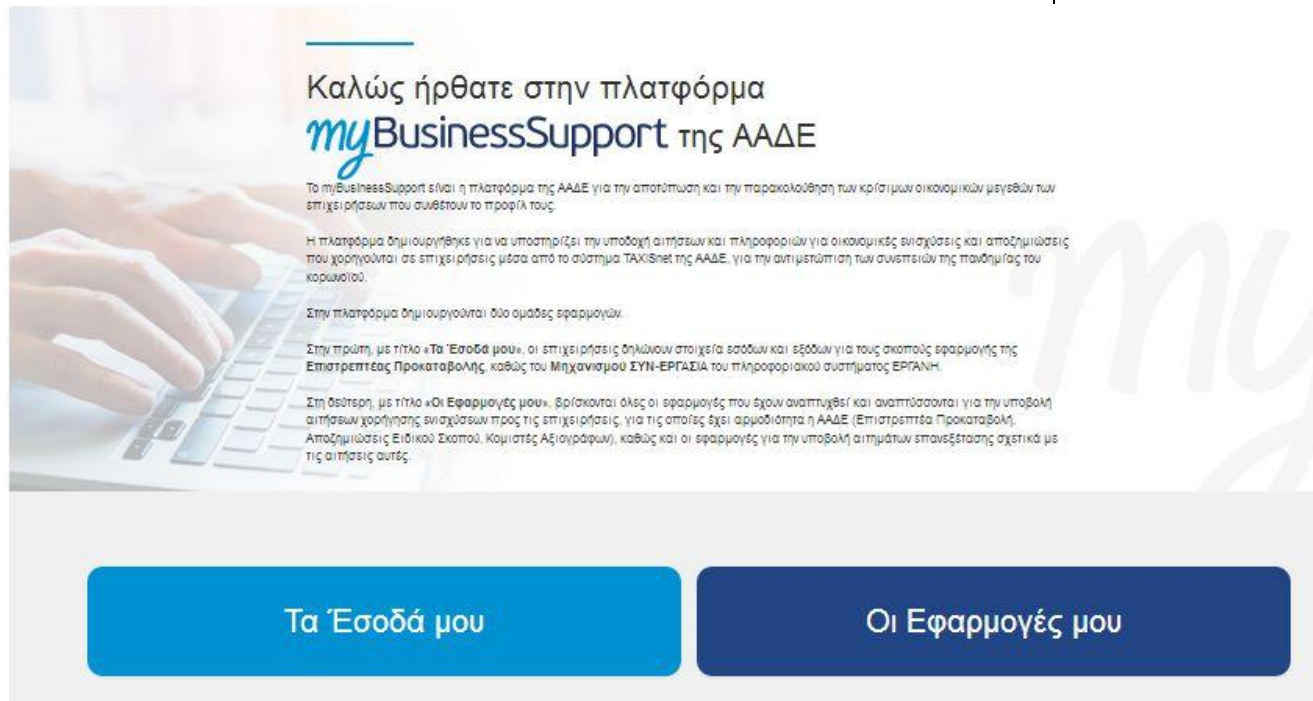 Καλώς ήρθατε στην πλατφόρμα
myBusinessSupport της ΑΑΔΕ
Το myBusinessSupport είναι η πλατφόρμα της ΑΑΔΕ για την αποτύπωση και την παρακολούθηση των κρίσιμων οικονομικών μεγεθών των
επιχειρήσεων που συνθέτουν το προφίλ τους.
Η πλατφόρμα δημιουργήθηκε για να υποστηρίζει την υποδοχή αιτήσεων και πληροφοριών για οικονομικές ενισχύσεις και αποζημιώσεις
που χορηγούνται σε επιχειρήσεις μέσα από το σύστημα TAXISnet της ΑΑΔΕ, για την αντιμετώπιση των συνεπειών της πανδημίας του
κορωνοϊού.
Στην πλατφόρμα δημιουργούνται δύο ομάδες εφαρμογών.
Στην πρώτη, με τίτλο «Τα Έσοδά μου», οι επιχειρήσεις δηλώνουν στοιχεία εσόδων και εξόδων για τους σκοπούς εφαρμογής της
Επιστρεπτέας Προκαταβολής, καθώς του Μηχανισμού ΣΥΝ-ΕΡΓΑΣΙΑ του πληροφοριακού συστήματος ΕΡΓΑΝΗ.
Στη δεύτερη, με τίτλο «Οι Εφαρμογές μου», βρίσκονται όλες οι εφαρμογές που έχουν αναπτυχθεί και αναπτύσσονται για την υποβολή
αιτήσεων χορήγησης ενισχύσεων προς τις επιχειρήσεις, για τις οποίες έχει αρμοδιότητα η ΑΑΔΕ (Επιστρεπτέα Προκαταβολή,
Αποζημιώσεις Ειδικού Σκοπού, Κομιστές Αξιογράφων), καθώς και οι εφαρμογές για την υποβολή αιτημάτων επανεξέτασης σχετικά με
τις αιτήσεις αυτές.
my
Τα Έσοδά μου
Οι Εφαρμογές μου